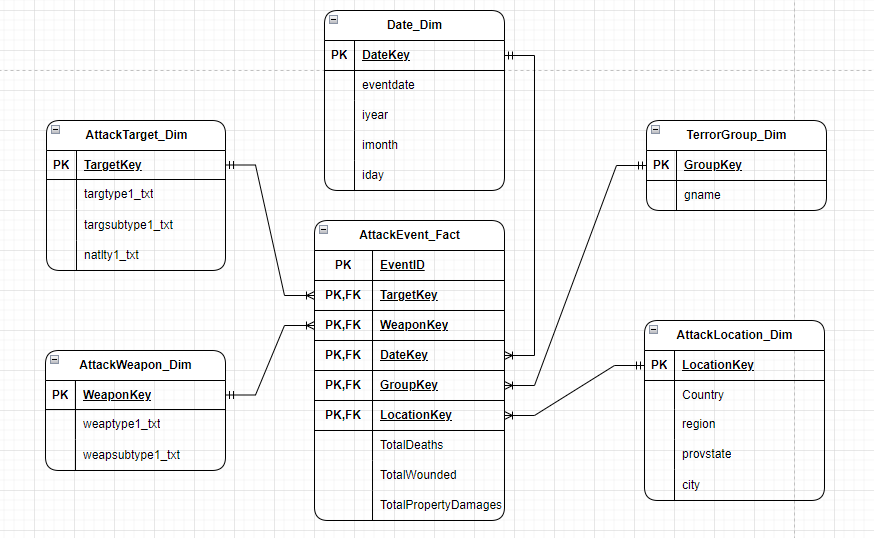 Date_Dim
PK DateKey
eventdate
iyear
imonth
iday
AttackTarget_Dim
PK TargetKey
targtype1_txt
targsubtype1_txt
natlty1_txt
TerrorGroup_Dim
PK GroupKey
gname
AttackEvent_Fact
PK EventID
PK,FK TargetKey
PK,FK WeaponKey
PK,FK DateKey
PK,FK GroupKey
PK,FK LocationKey
TotalDeaths
TotalWounded
TotalPropertyDamages
AttackWeapon_Dim
PK WeaponKey
weaptype1_txt
weapsubtype1_txt
AttackLocation_Dim
PK LocationKey
Country
region
provstate
city